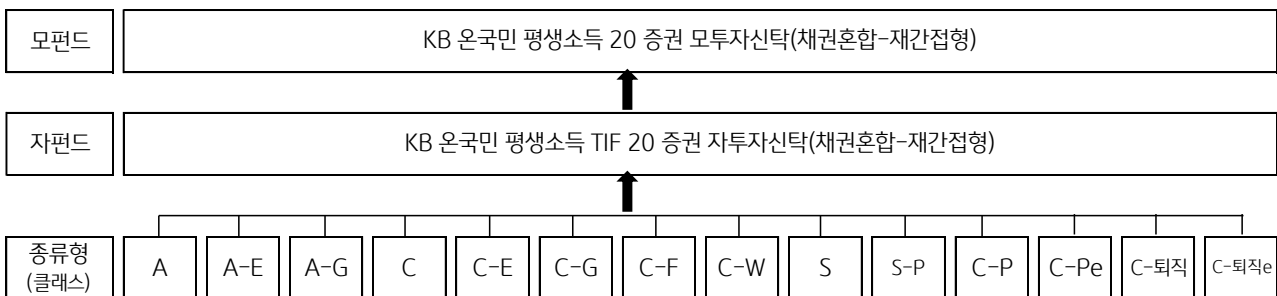 모펀드
KB 온국민 평생소득 20 증권 모투자신탁(채권혼합-재간접형)
자펀드
KB 온국민 평생소득 TIF 20 증권 자투자신탁(채권혼합-재간접형)
종류형
(클래스)
A
A-E
A-G
C
C-E
C-G
C-F
C-W
S
S-P
C-P
C-Pe
C-퇴직
C-퇴직e